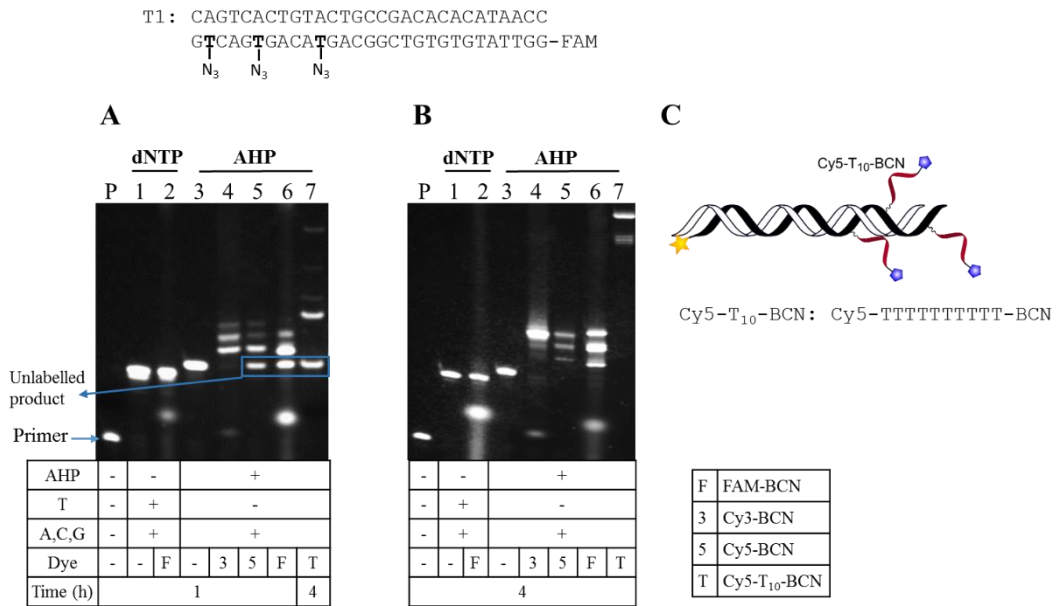 T1: CAGTCACTGTACTGCCGACACACATAACC
GTCAGTGACATGACGGCTGTGTGTATTGG-FAM
N3 N3 N3
A
dNTP AHP
P 1 2 3 4 5 6 7
Unlabelled
product
Primer
AHP - - +
T - + -
A,C,G - + +
Dye - - F - 3 5 F T
Time (h) 1 4
B
dNTP AHP
P 1 2 3 4 5 6 7
- - +
- + -
- + +
- - F - 3 5 F T
4
C
Cy5-T10-BCN
Cy5-T10-BCN: Cy5-TTTTTTTTTT-BCN
F FAM-BCN
3 Cy3-BCN
5 Cy5-BCN
T Cy5-T10-BCN